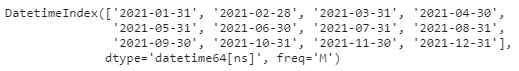 DatetimeIndex(['2021-01-31', '2021-02-28', '2021-03-31', '2021-04-30',
'2021-05-31', '2021-06-30', '2021-07-31', '2021-08-31',
'2021-09-30', '2021-10-31', '2021-11-30', '2021-12-31'],
dtype='datetime64[ns]', freq='M')